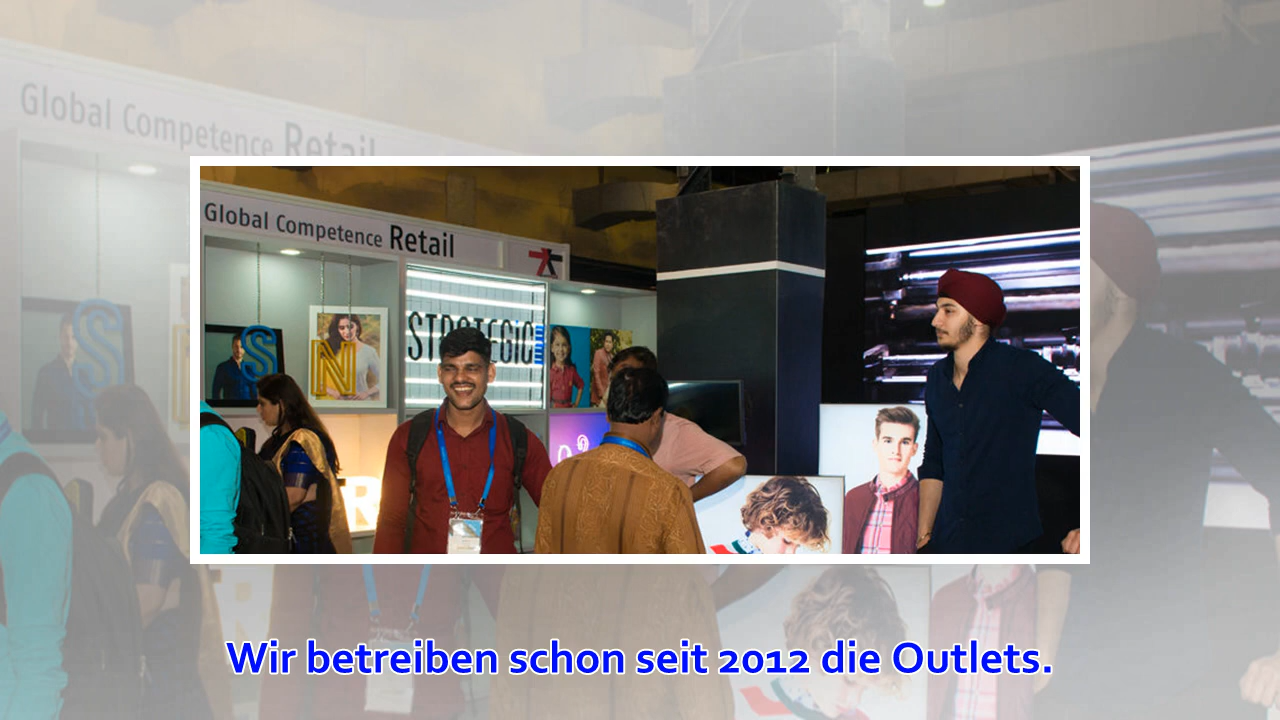 Global Competence Retail
Global Competence Retail
S
S
N
STRATEGIC
R
Wir betreiben schon seit 2012 die Outlets.